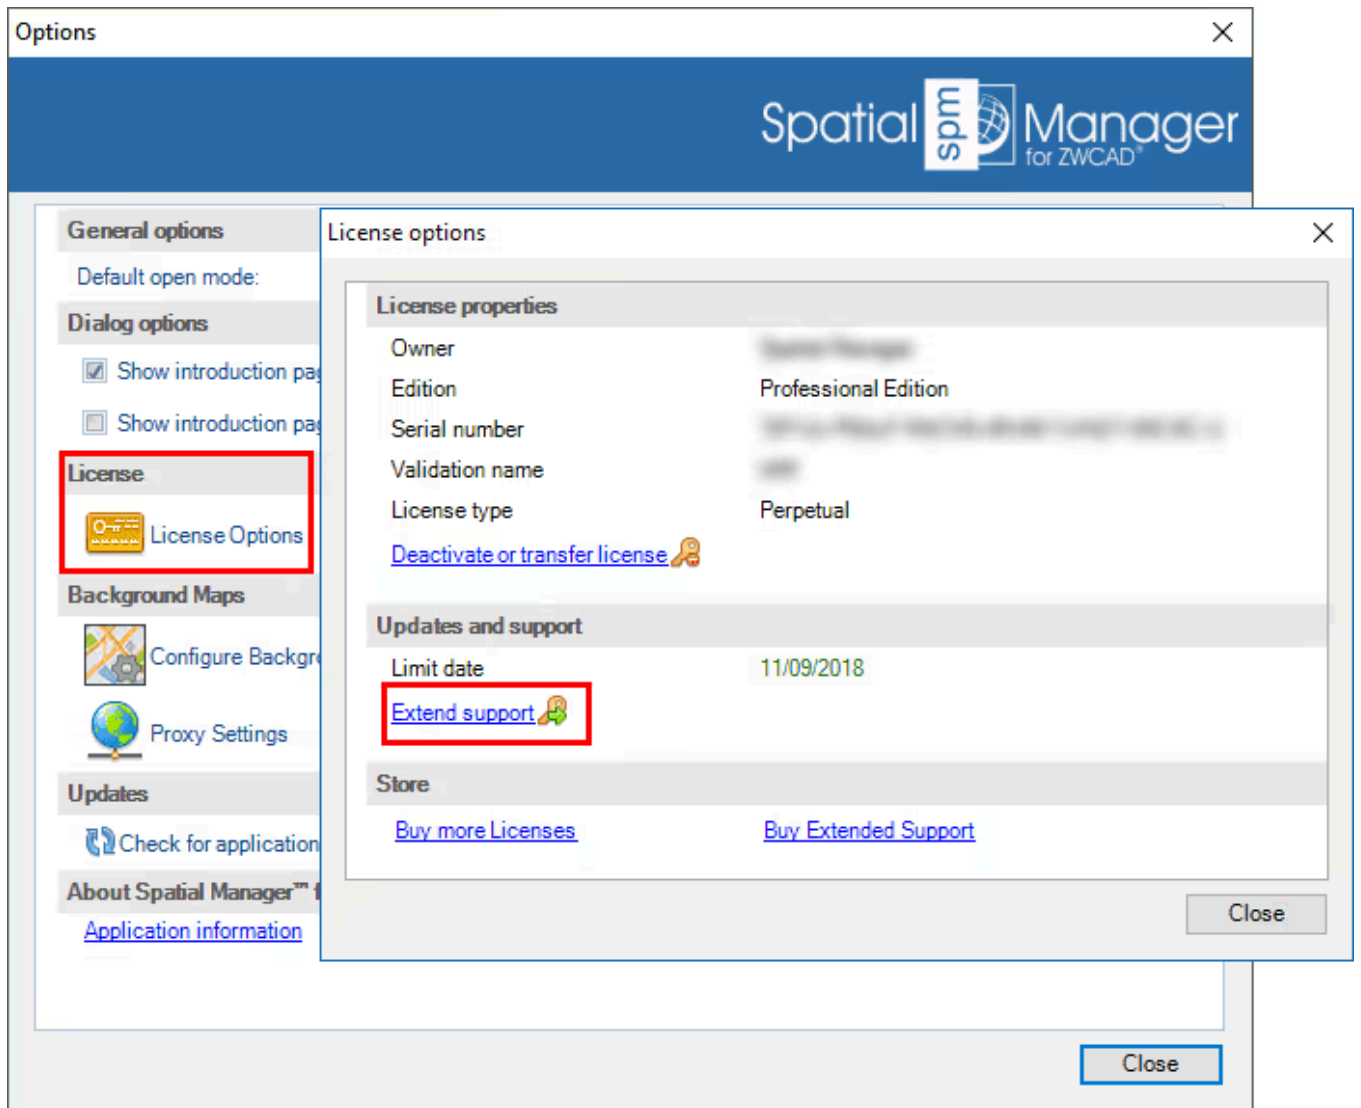 Options
Spatial spm Manager
for ZWCAD®
General options
Default open mode:
Dialog options
Show introduction pa
Show introduction pa
License
License Options
Background Maps
Configure Backgr
Proxy Settings
Updates
Check for application
About Spatial Manager™ f
Application information
Close
License options
License properties
Owner
Edition Professional Edition
Serial number
Validation name
License type Perpetual
Deactivate or transfer license
Updates and support
Limit date 11/09/2018
Extend support
Store
Buy more Licenses Buy Extended Support
Close